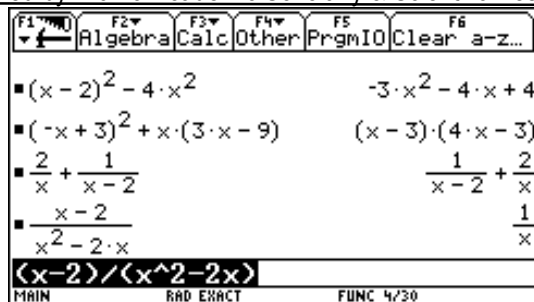 F1 F2 Algebra F3 Calc F4 Other F5 PrgmIO F6 Clear a-z…
▪(x − 2)² − 4·x² -3·x² − 4·x + 4
▪(-x + 3)² + x·(3·x − 9) (x − 3)·(4·x − 3)
▪2/x + 1/(x − 2) 1/(x − 2) + 2/x
▪(x − 2)/(x² − 2·x) 1/x
(x-2)/(x^2-2x)
MAIN RAD EXACT FUNC 4/30